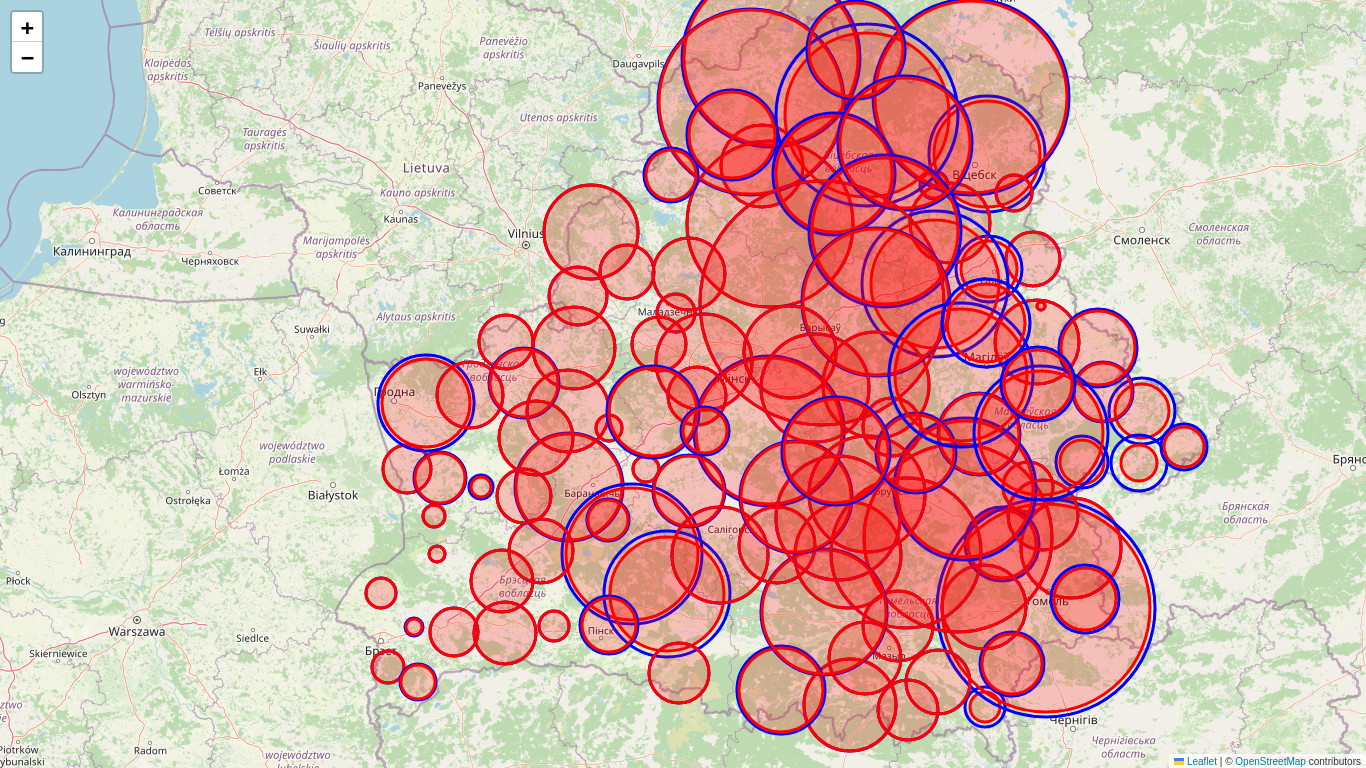 +
−
Telšių apskritis
Šiaulių apskritis
Panevėžio
apskritis
Klaipėdos
apskritis
Daugavpils
Panevėžys
Utenos apskritis
Tauragės
apskritis
Lietuva
Советск
Kauno apskritis
Віцебск
Калининградская
область
Kaunas
Vilnius
Marijampolės
apskritis
Калининград
Черняховск
Смоленск
Смоленская
область
Alytaus apskritis
Маладзечна
Suwałki
Барысаў
Магілёў
Ełk
województwo
warmińsko-
mazurskie
Мінск
Olsztyn
Гродна
województwo
podlaskie
Łomża
Ostrołęka
Białystok
Баранавічы
Брянс
Салігорск
Брянская
область
Płock
Брэсцкая
вобласць
Гомель
Гомельская
вобласць
Warszawa
Siedlce
Skierniewice
Пінск
Брэст
Мазыр
Чернігів
Radom
Piotrków
rybunalski
województwo
lubelskie
Чернігівська
область
Leaflet | © OpenStreetMap contributors